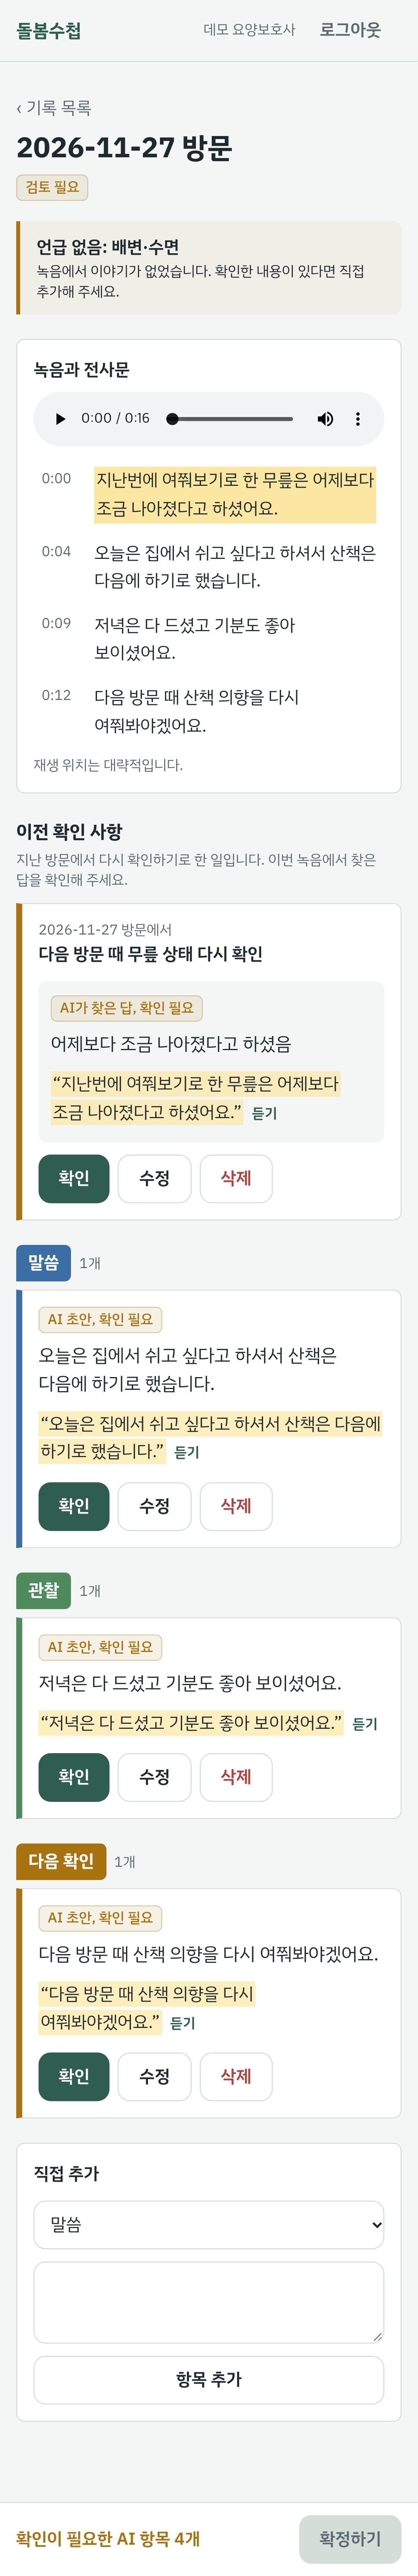 돌봄수첩
데모 요양보호사
로그아웃
‹ 기록 목록
2026-11-27 방문
검토 필요
언급 없음: 배변·수면
녹음에서 이야기가 없었습니다. 확인한 내용이 있다면 직접
추가해 주세요.
녹음과 전사문
0:00 / 0:16
0:00
지난번에 여쭤보기로 한 무릎은 어제보다
조금 나아졌다고 하셨어요.
0:04
오늘은 집에서 쉬고 싶다고 하셔서 산책은
다음에 하기로 했습니다.
0:09
저녁은 다 드셨고 기분도 좋아
보이셨어요.
0:12
다음 방문 때 산책 의향을 다시
여쭤봐야겠어요.
재생 위치는 대략적입니다.
이전 확인 사항
지난 방문에서 다시 확인하기로 한 일입니다. 이번 녹음에서 찾은
답을 확인해 주세요.
2026-11-27 방문에서
다음 방문 때 무릎 상태 다시 확인
AI가 찾은 답, 확인 필요
어제보다 조금 나아졌다고 하셨음
“지난번에 여쭤보기로 한 무릎은 어제보다
조금 나아졌다고 하셨어요.” 듣기
확인
수정
삭제
말씀 1개
AI 초안, 확인 필요
오늘은 집에서 쉬고 싶다고 하셔서 산책은
다음에 하기로 했습니다.
“오늘은 집에서 쉬고 싶다고 하셔서 산책은 다음에
하기로 했습니다.” 듣기
확인
수정
삭제
관찰 1개
AI 초안, 확인 필요
저녁은 다 드셨고 기분도 좋아 보이셨어요.
“저녁은 다 드셨고 기분도 좋아 보이셨어요.” 듣기
확인
수정
삭제
다음 확인 1개
AI 초안, 확인 필요
다음 방문 때 산책 의향을 다시 여쭤봐야겠어요.
“다음 방문 때 산책 의향을 다시
여쭤봐야겠어요.” 듣기
확인
수정
삭제
직접 추가
말씀
항목 추가
확인이 필요한 AI 항목 4개
확정하기